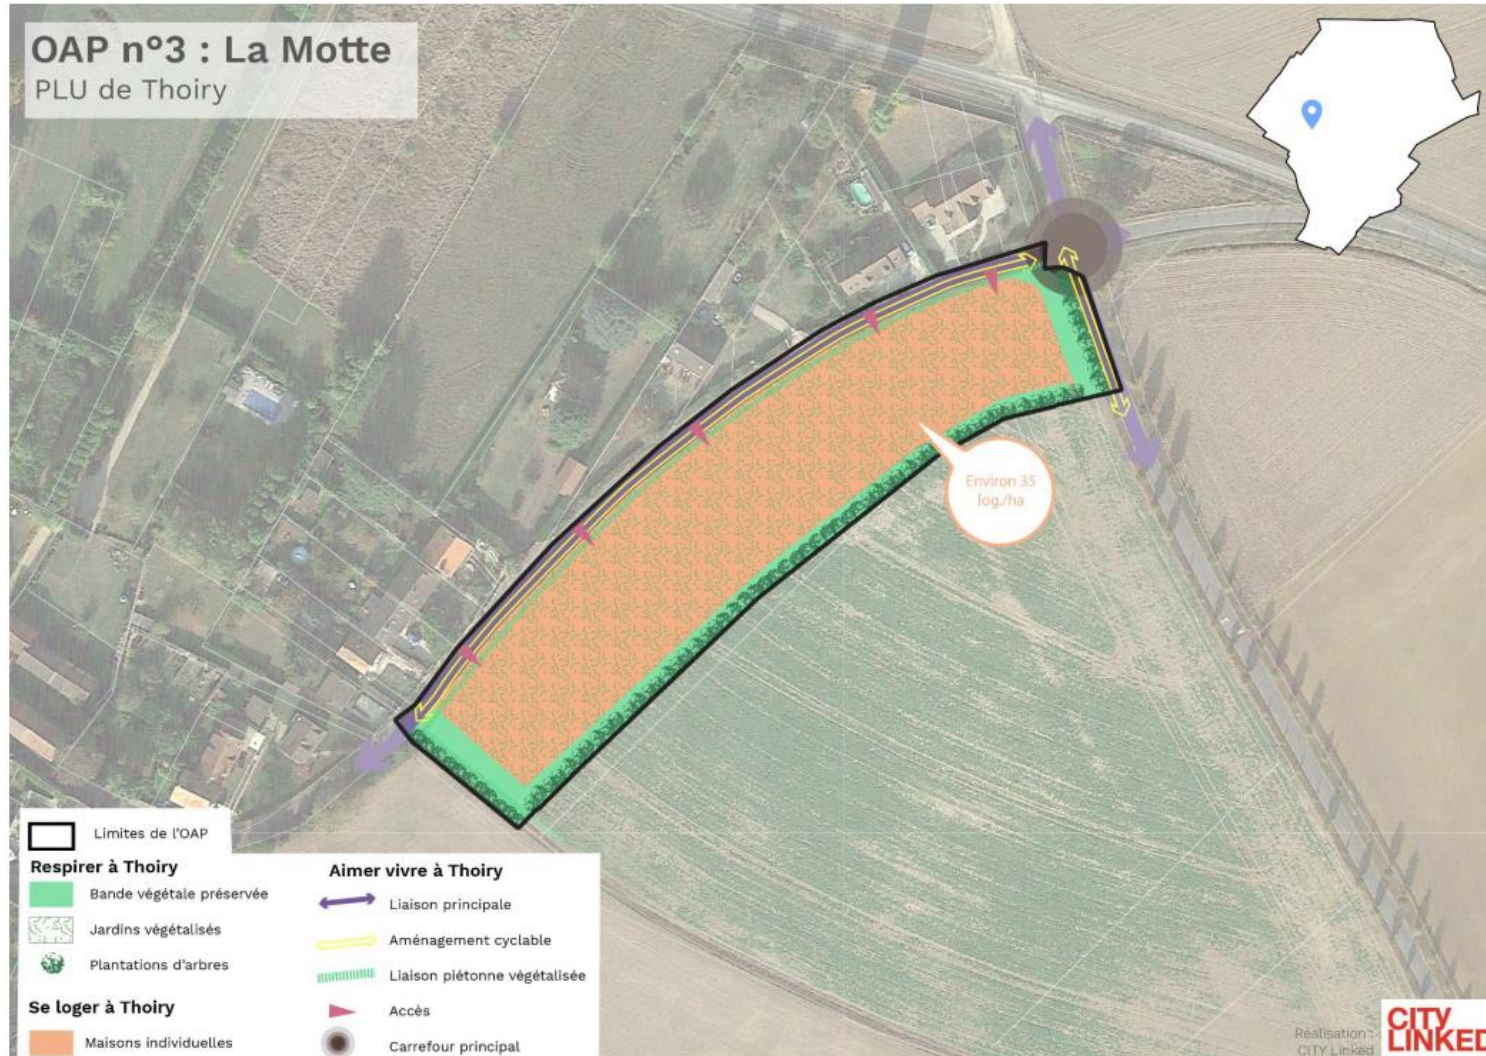 OAP n°3 : La Motte
PLU de Thoiry
Environ 35
log./ha
Limites de l'OAP
Respirer à Thoiry
Bande végétale préservée
Jardins végétalisés
Plantations d'arbres
Se loger à Thoiry
Maisons individuelles
Aimer vivre à Thoiry
Liaison principale
Aménagement cyclable
Liaison piétonne végétalisée
Accès
Carrefour principal
Réalisation :
CITY Linked
CITY
LINKED